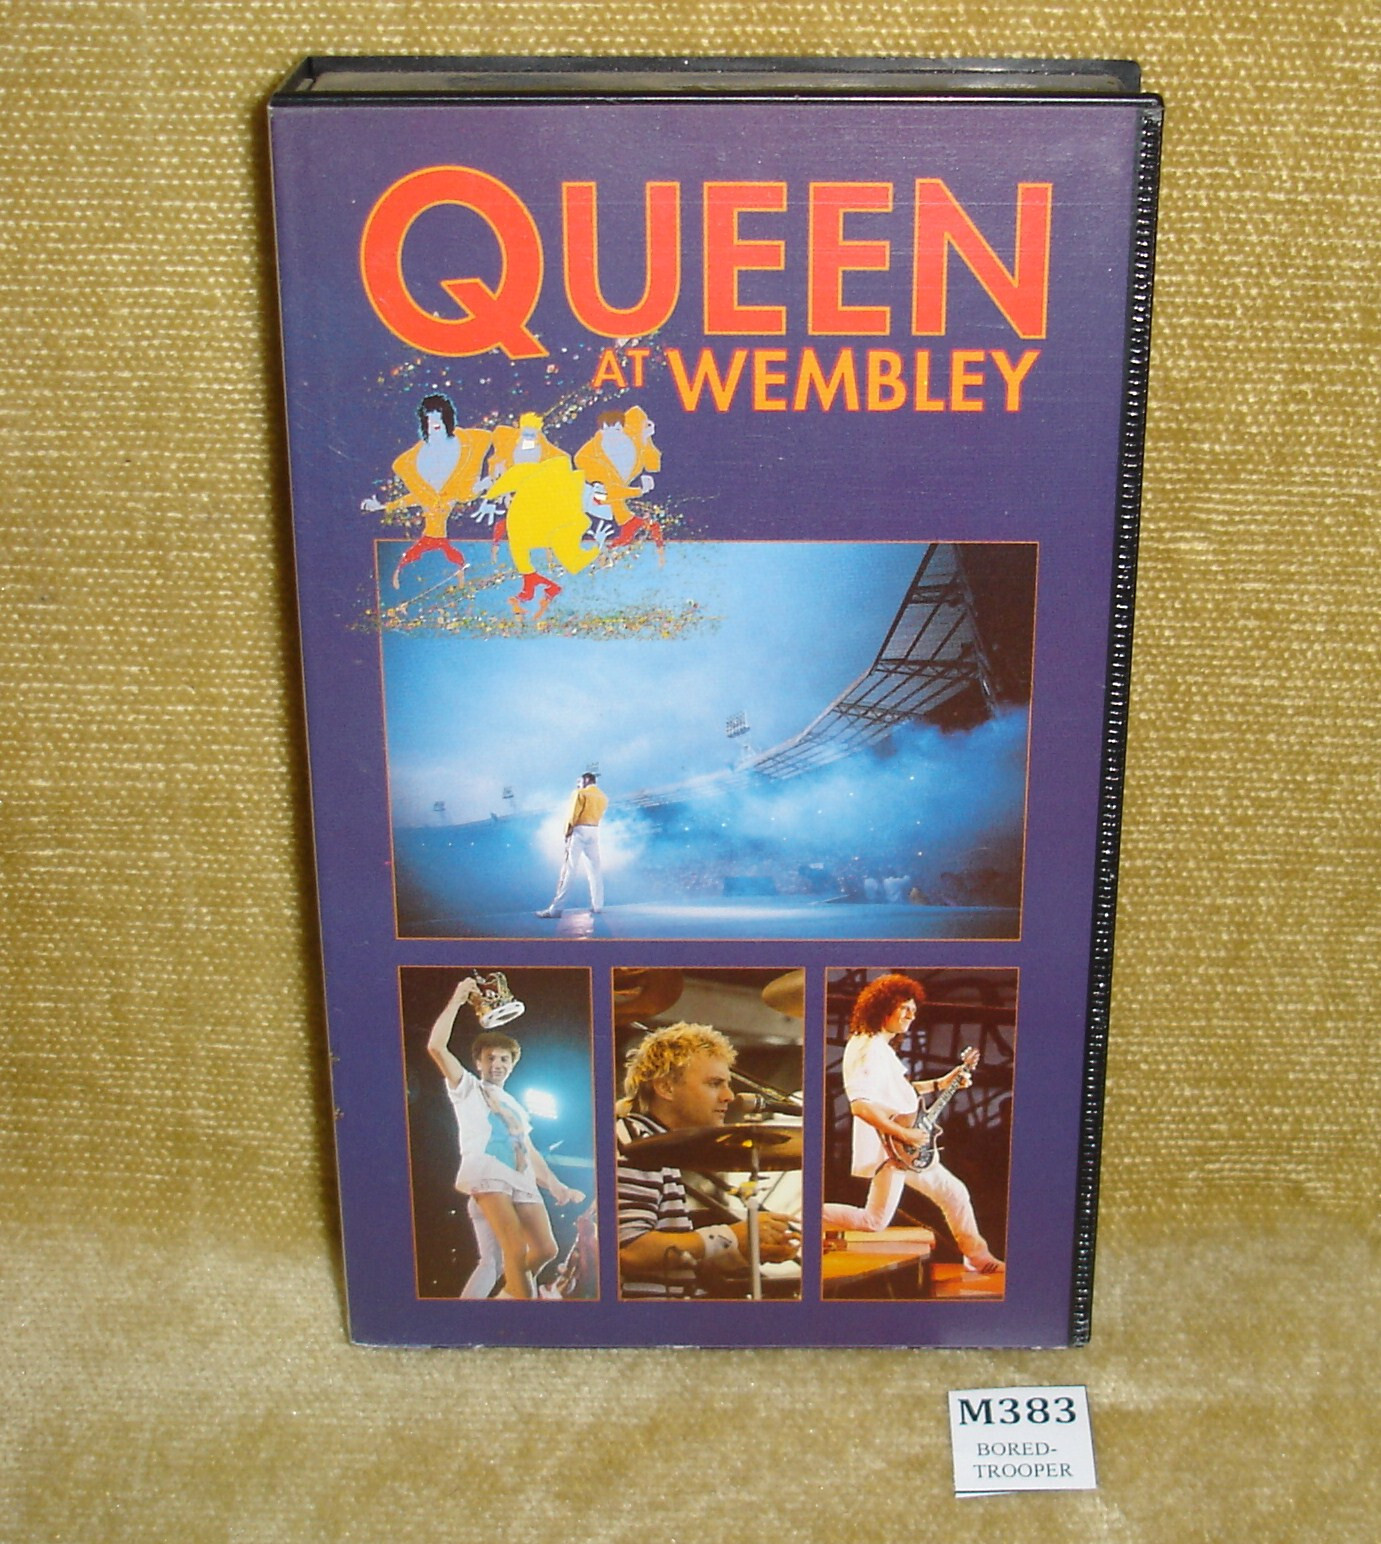 QUEEN
AT WEMBLEY
M383
BORED-
TROOPER